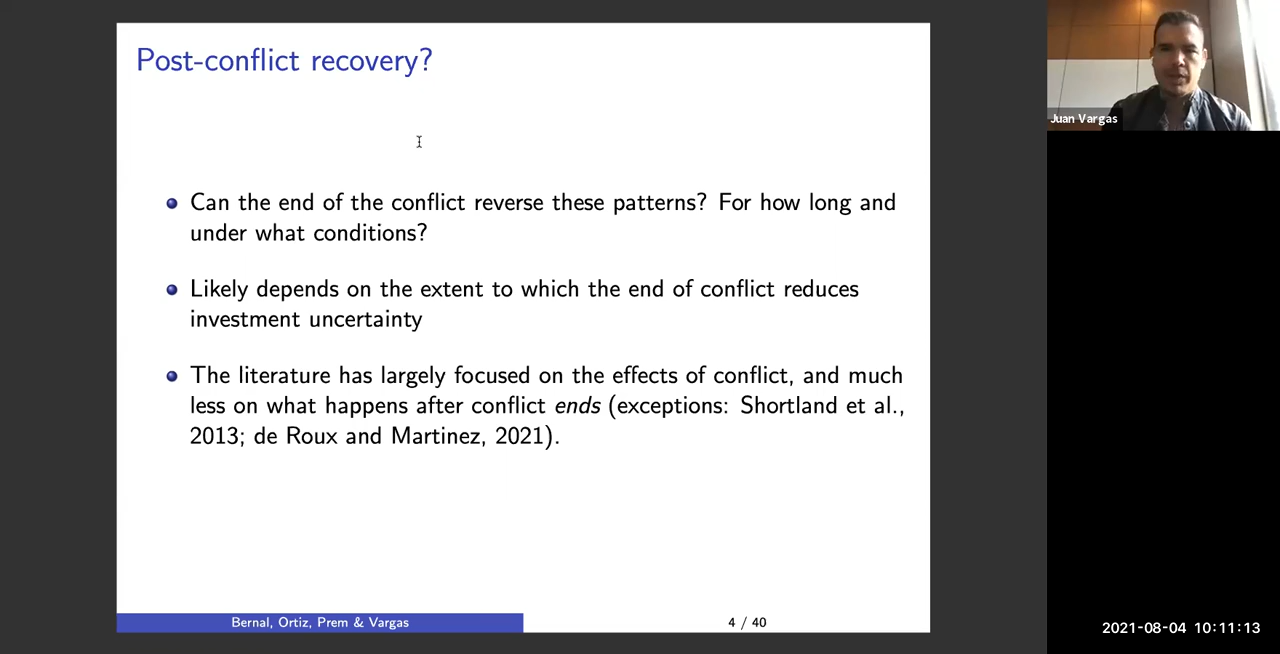 Post-conflict recovery?
Can the end of the conflict reverse these patterns? For how long and
under what conditions?
Likely depends on the extent to which the end of conflict reduces
investment uncertainty
The literature has largely focused on the effects of conflict, and much
less on what happens after conflict ends (exceptions: Shortland et al.,
2013; de Roux and Martinez, 2021).
Bernal, Ortiz, Prem & Vargas
4 / 40
Juan Vargas
2021-08-04 10:11:13